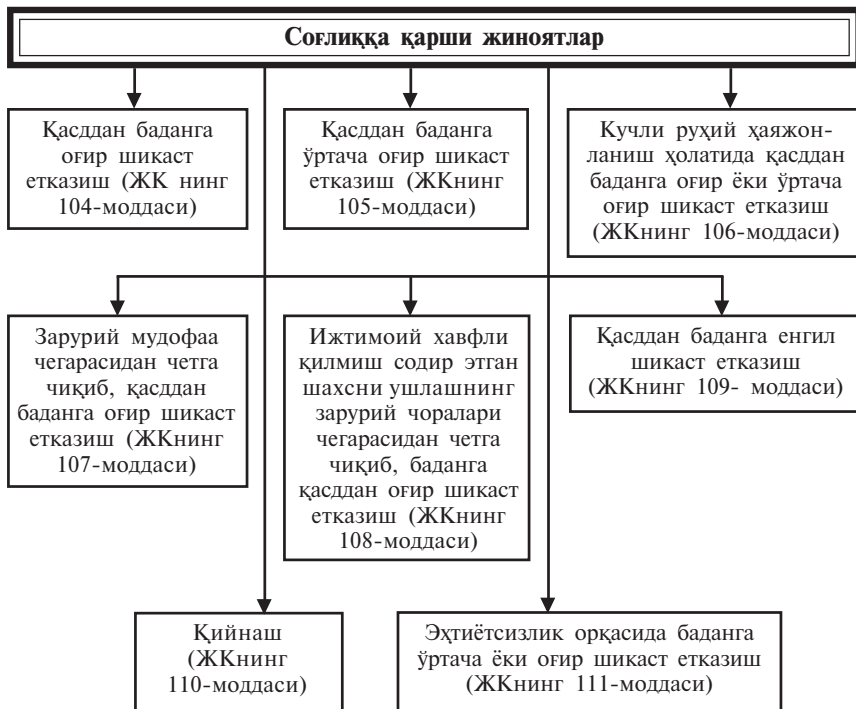 Соғлиққа қарши жиноятлар
Қасддан баданга
оғир шикаст
етказиш (ЖК нинг
104-моддаси)
Қасддан баданга
ўртача оғир шикаст
етказиш (ЖКнинг
105-моддаси)
Кучли руҳий ҳаяжон-
ланиш ҳолатида қасддан
баданга оғир ёки ўртача
оғир шикаст етказиш
(ЖКнинг 106-моддаси)
Зарурий мудофаа
чегарасидан четга
чиқиб, қасддан
баданга оғир шикаст
етказиш (ЖКнинг
107-моддаси)
Ижтимоий хавфли
қилмиш содир этган
шахсни ушлашнинг
зарурий чоралари
чегарасидан четга
чиқиб, баданга
қасддан оғир шикаст
етказиш (ЖКнинг
108-моддаси)
Қасддан баданга енгил
шикаст етказиш
(ЖКнинг 109- моддаси)
Қийнаш
(ЖКнинг
110-моддаси)
Эҳтиётсизлик орқасида баданга
ўртача ёки оғир шикаст етказиш
(ЖКнинг 111-моддаси)